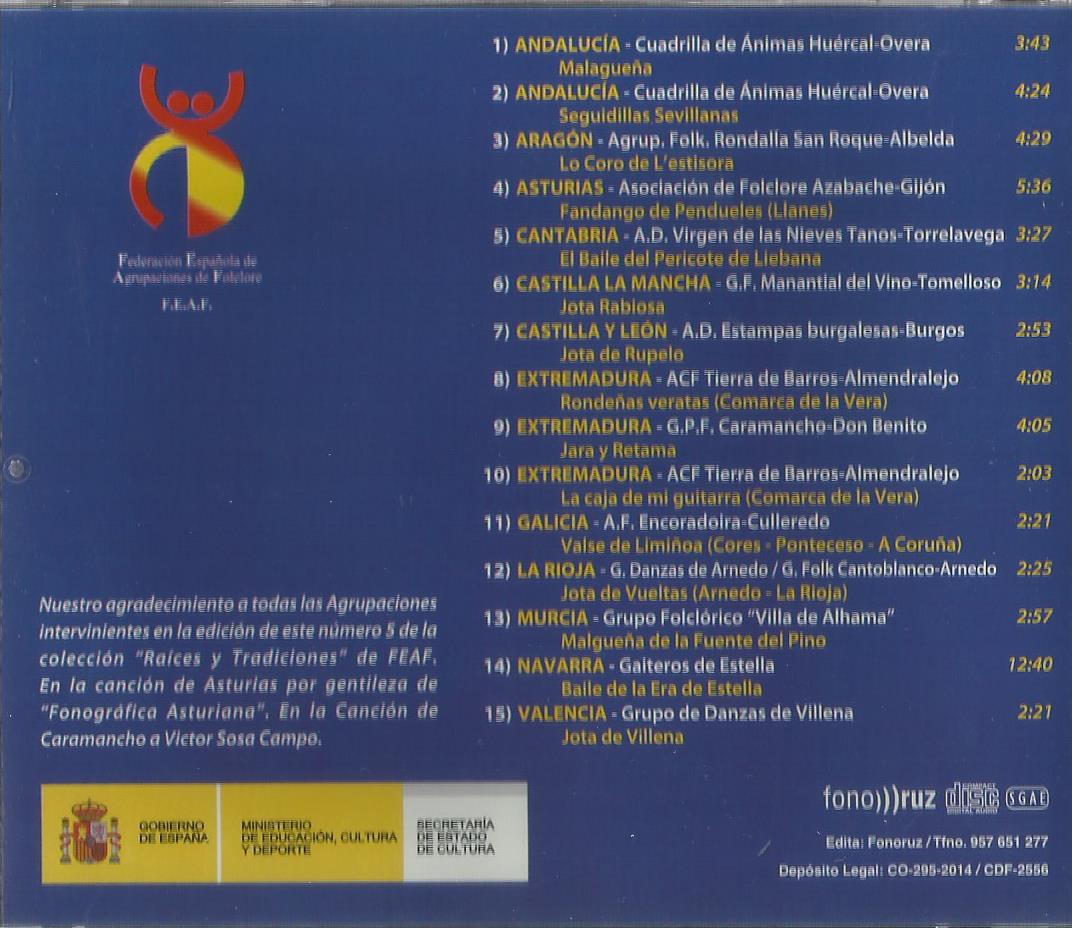 1) ANDALUCÍA - Cuadrilla de Ánimas Huércal-Overa 3:43
Malagueña
2) ANDALUCÍA - Cuadrilla de Ánimas Huércal-Overa 4:24
Seguidillas Sevillanas
3) ARAGÓN - Agrup. Folk. Rondalla San Roque-Albelda 4:29
Lo Coro de L'estisora
4) ASTURIAS - Asociación de Folclore Azabache-Gijón 5:36
Fandango de Pendueles (Llanes)
5) CANTABRIA - A.D. Virgen de las Nieves Tanos-Torrelavega 3:27
El Baile del Pericote de Liebana
6) CASTILLA LA MANCHA - G.F. Manantial del Vino-Tomelloso 3:14
Jota Rabiosa
7) CASTILLA Y LEÓN - A.D. Estampas burgalesas-Burgos 2:53
Jota de Rupelo
8) EXTREMADURA - ACF Tierra de Barros-Almendralejo 4:08
Rondeñas veratas (Comarca de la Vera)
9) EXTREMADURA - G.P.F. Caramancho-Don Benito 4:05
Jara y Retama
10) EXTREMADURA - ACF Tierra de Barros-Almendralejo 2:03
La caja de mi guitarra (Comarca de la Vera)
11) GALICIA - A.F. Encoradoira-Culleredo 2:21
Valse de Limiñoa (Cores - Ponteceso - A Coruña)
12) LA RIOJA - G. Danzas de Arnedo / G. Folk Cantoblanco-Arnedo 2:25
Jota de Vueltas (Arnedo - La Rioja)
13) MURCIA - Grupo Folclórico "Villa de Alhama" 2:57
Malgueña de la Fuente del Pino
14) NAVARRA - Gaiteros de Estella 12:40
Baile de la Era de Estella
15) VALENCIA - Grupo de Danzas de Villena 2:21
Jota de Villena
Federación Española de
Agrupaciones de Folclore
F.E.A.F.
Nuestro agradecimiento a todas las Agrupaciones
intervinientes en la edición de este número 5 de la
colección "Raíces y Tradiciones" de FEAF.
En la canción de Asturias por gentileza de
"Fonográfica Asturiana". En la Canción de
Caramancho a Victor Sosa Campo.
GOBIERNO
DE ESPAÑA
MINISTERIO
DE EDUCACIÓN, CULTURA
Y DEPORTE
SECRETARÍA
DE ESTADO
DE CULTURA
fono)))ruz COMPACT disc DIGITAL AUDIO SGAE
Edita: Fonoruz / Tfno. 957 651 277
Depósito Legal: CO-295-2014 / CDF-2556